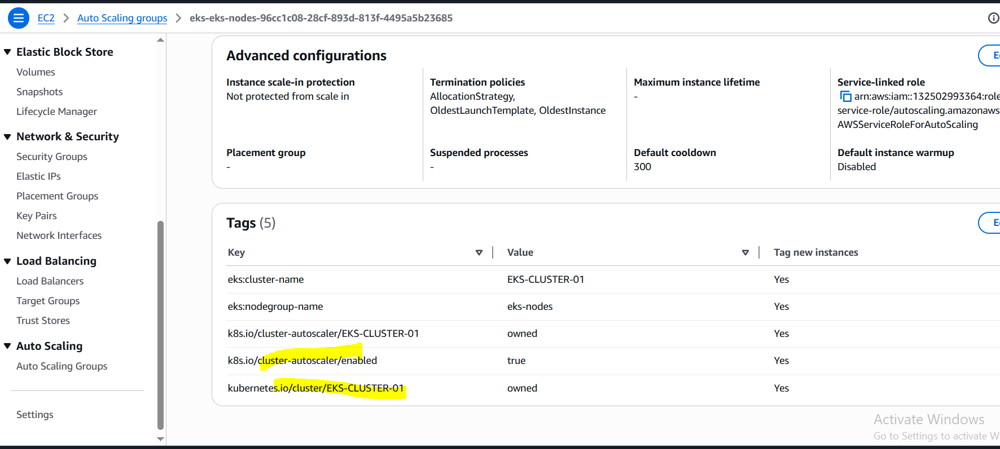 EC2 > Auto Scaling groups > eks-eks-nodes-96cc1c08-28cf-893d-813f-4495a5b23685
Elastic Block Store
Volumes
Snapshots
Lifecycle Manager
Network & Security
Security Groups
Elastic IPs
Placement Groups
Key Pairs
Network Interfaces
Load Balancing
Load Balancers
Target Groups
Trust Stores
Auto Scaling
Auto Scaling Groups
Settings
Advanced configurations
Instance scale-in protection
Not protected from scale in
Termination policies
AllocationStrategy,
OldestLaunchTemplate, OldestInstance
Maximum instance lifetime
-
Service-linked role
arn:aws:iam::132502993364:role
service-role/autoscaling.amazonaws
AWSServiceRoleForAutoScaling
Placement group
-
Suspended processes
-
Default cooldown
300
Default instance warmup
Disabled
Tags (5)
Key Value Tag new instances
eks:cluster-name EKS-CLUSTER-01 Yes
eks:nodegroup-name eks-nodes Yes
k8s.io/cluster-autoscaler/EKS-CLUSTER-01 owned Yes
k8s.io/cluster-autoscaler/enabled true Yes
kubernetes.io/cluster/EKS-CLUSTER-01 owned Yes
Activate Windows
Go to Settings to activate W